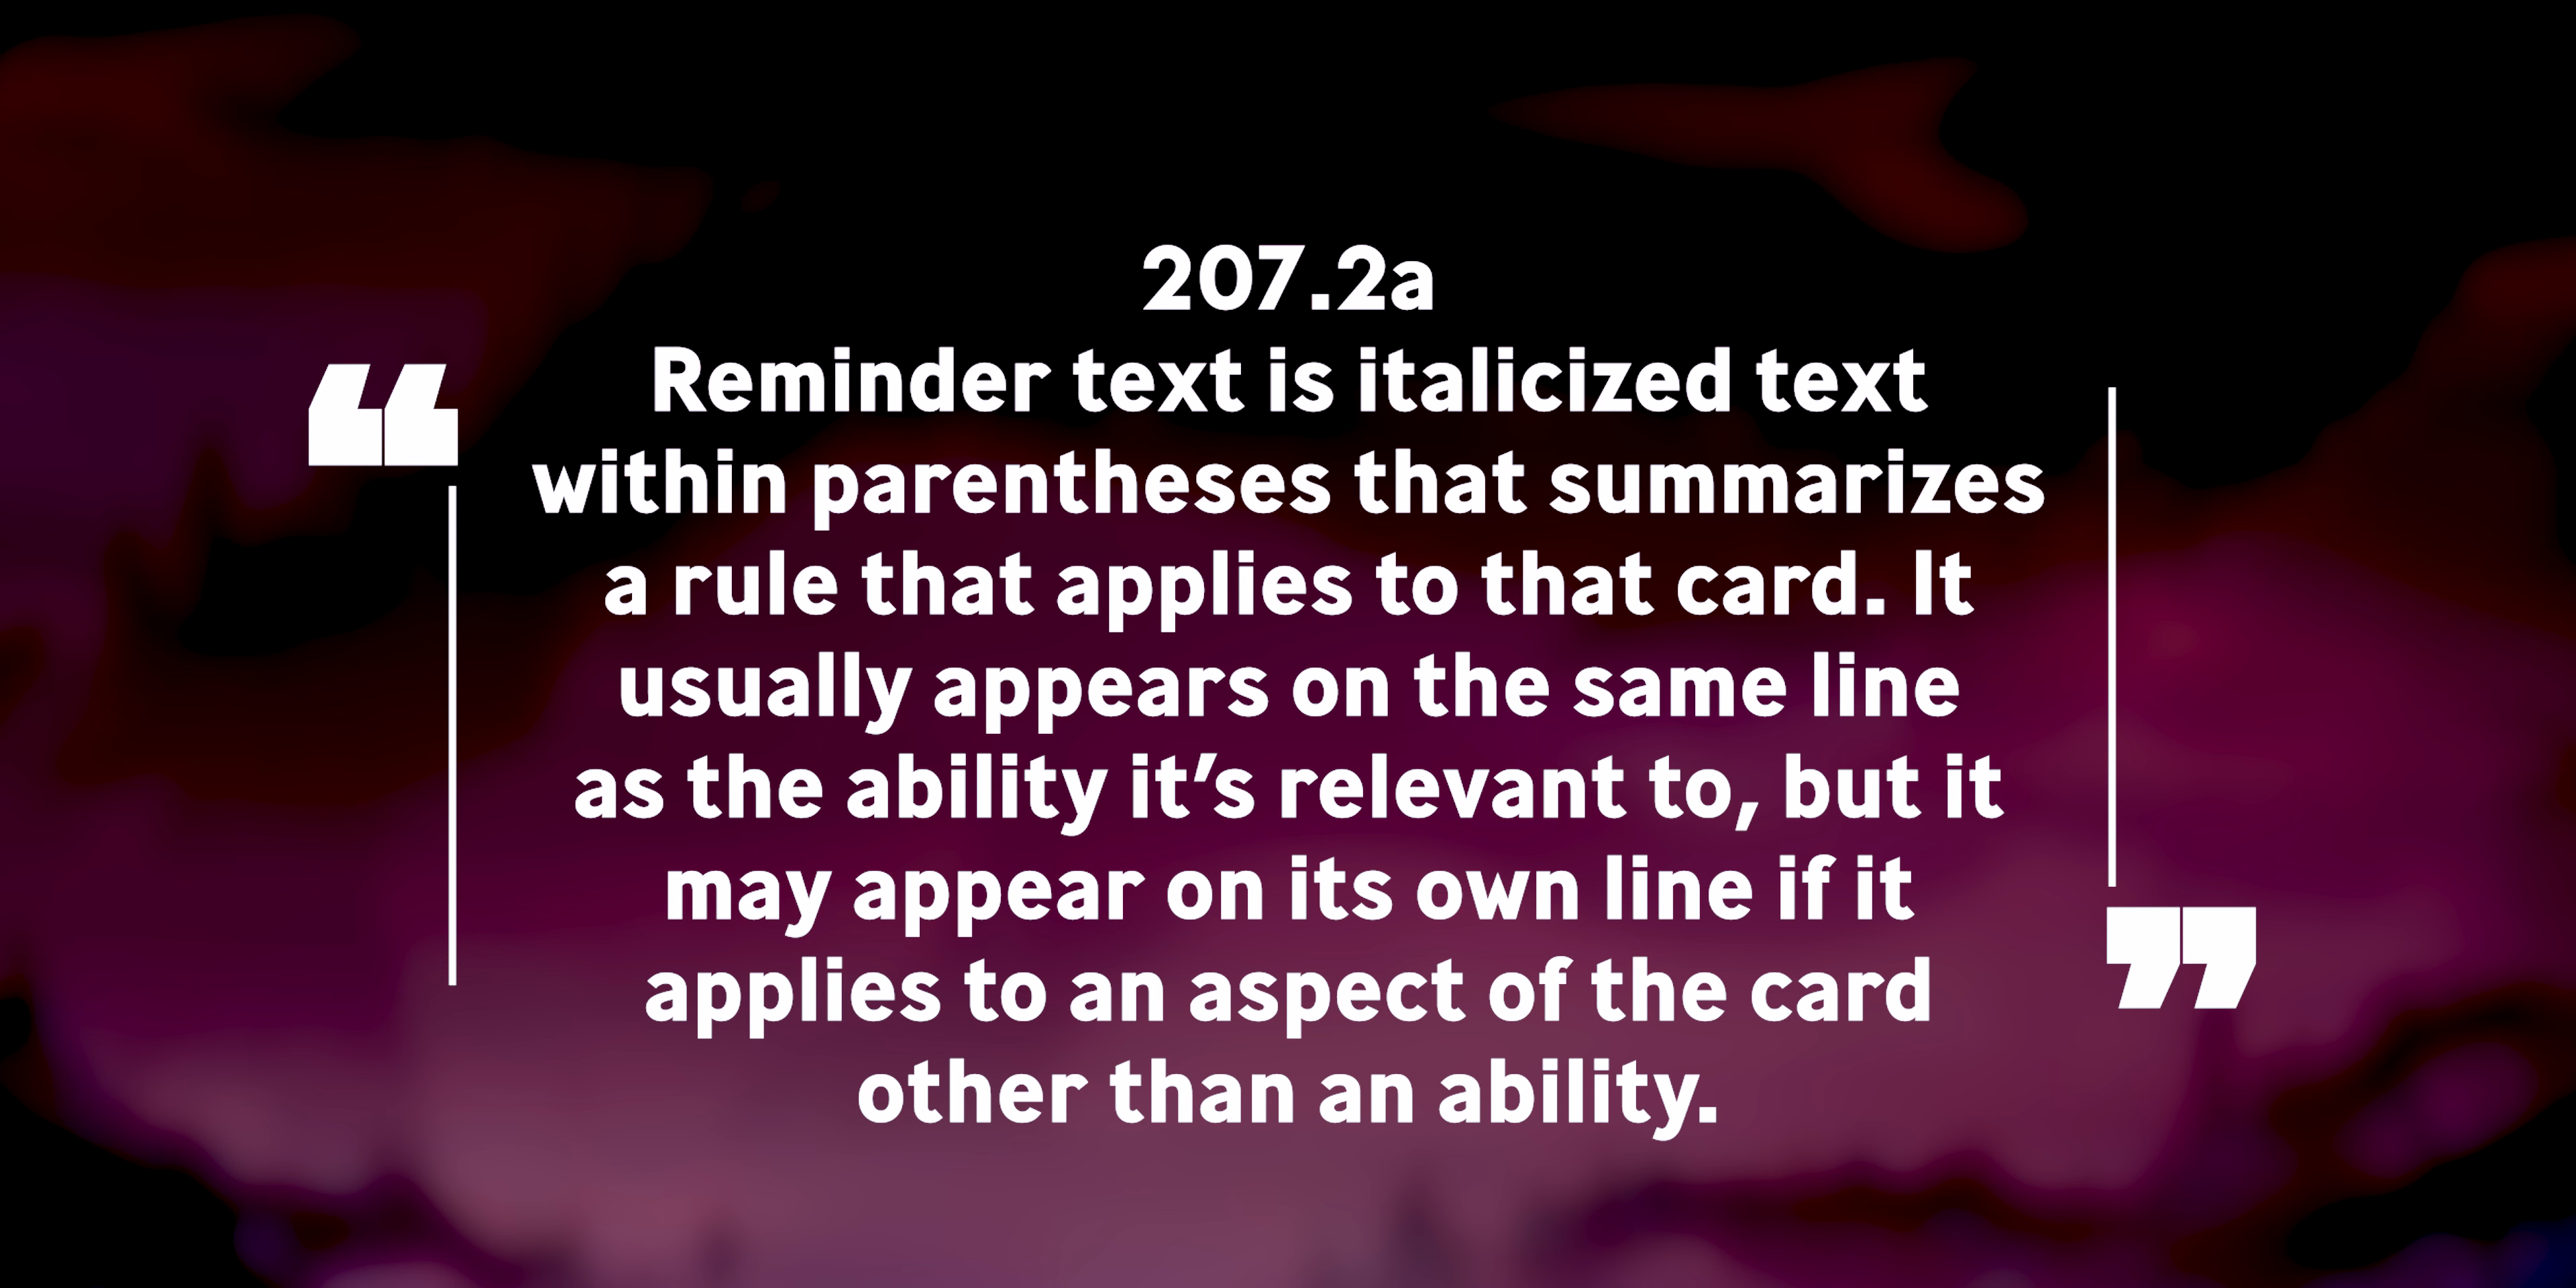 207.2a
“Reminder text is italicized text
within parentheses that summarizes
a rule that applies to that card. It
usually appears on the same line
as the ability it’s relevant to, but it
may appear on its own line if it
applies to an aspect of the card
other than an ability.”